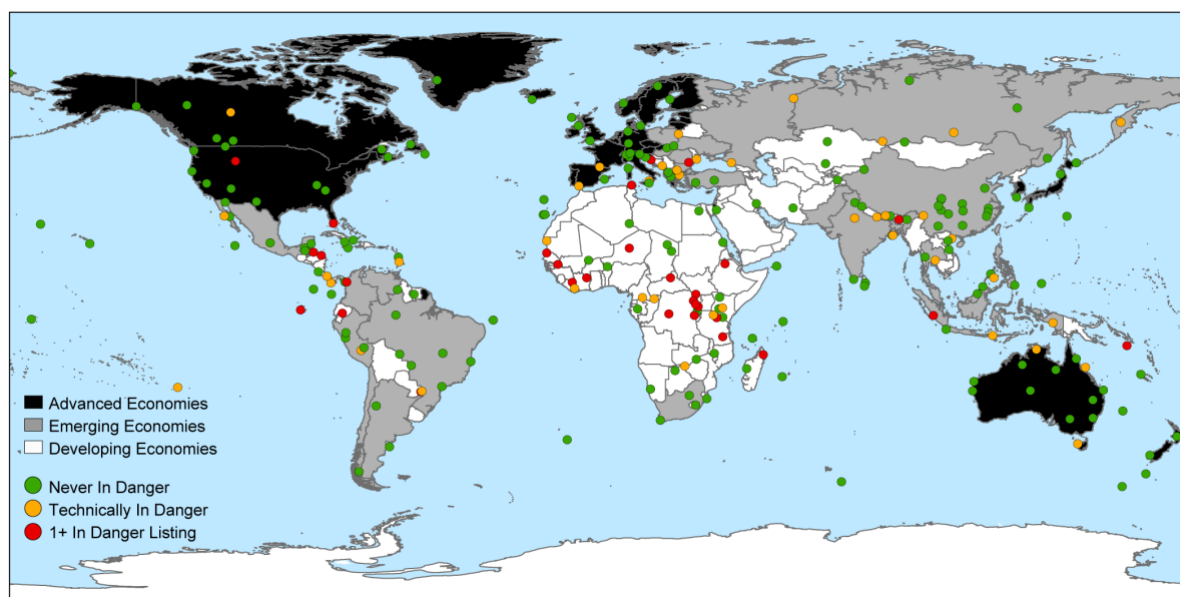 Advanced Economies
Emerging Economies
Developing Economies
Never In Danger
Technically In Danger
1+ In Danger Listing